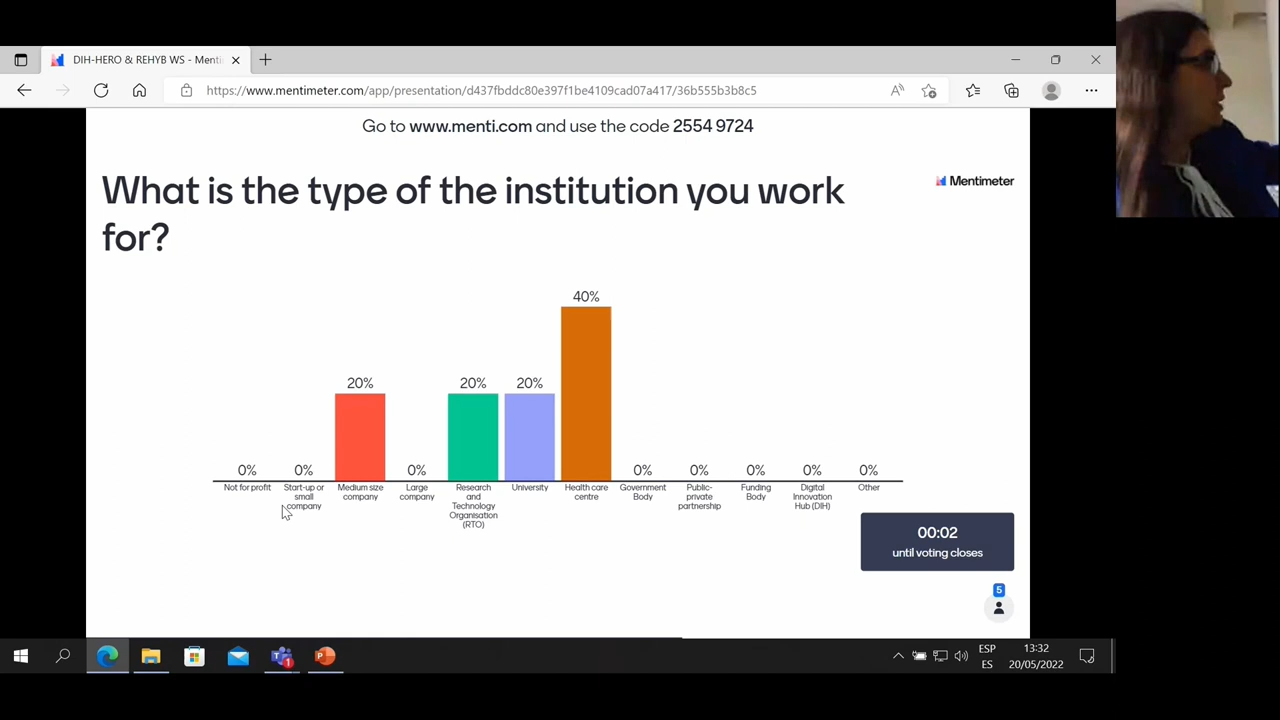 DIH-HERO & REHYB WS - Menti
https://www.mentimeter.com/app/presentation/d437fbddc80e397f1be4109cad07a417/36b555b3b8c5
Go to www.menti.com and use the code 2554 9724
What is the type of the institution you work
for?
Mentimeter
40%
20%
20%
20%
0%
0%
0%
0%
0%
0%
0%
0%
Not for profit
Start-up or
small
company
Medium size
company
Large
company
Research
and
Technology
Organisation
(RTO)
University
Health care
centre
Government
Body
Public-
private
partnership
Funding
Body
Digital
Innovation
Hub (DIH)
Other
00:02
until voting closes
5
1
ESP
ES
13:32
20/05/2022